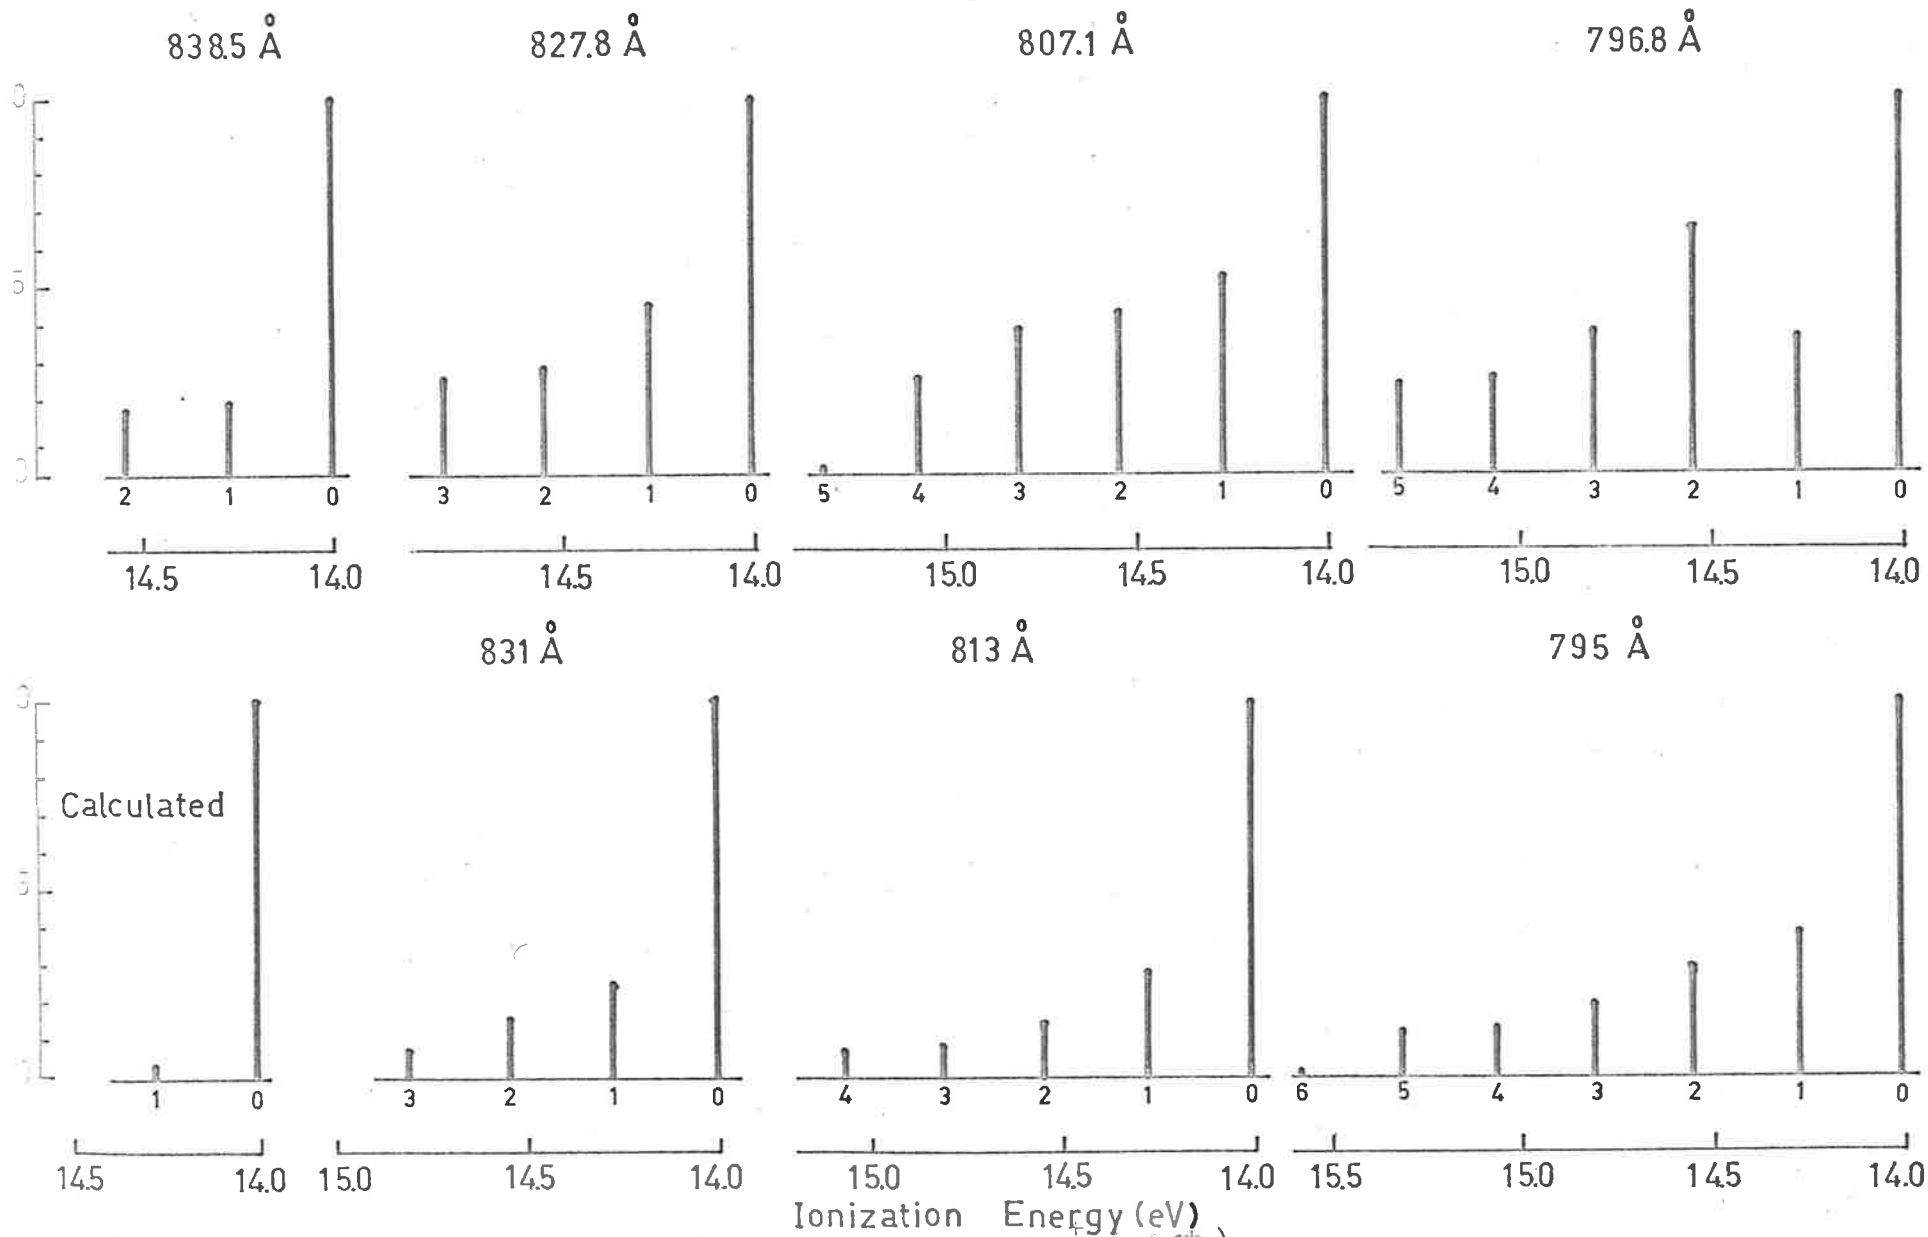 838.5 Å 827.8 Å 807.1 Å 796.8 Å
0
5
0
2 1 0 3 2 1 0 5 4 3 2 1 0 5 4 3 2 1 0
14.5 14.0 14.5 14.0 15.0 14.5 14.0 15.0 14.5 14.0
831 Å 813 Å 795 Å
0
Calculated
5
1 0 3 2 1 0 4 3 2 1 0 6 5 4 3 2 1 0
14.5 14.0 15.0 14.5 14.0 15.0 14.5 14.0 15.5 15.0 14.5 14.0
Ionization Energy (eV)